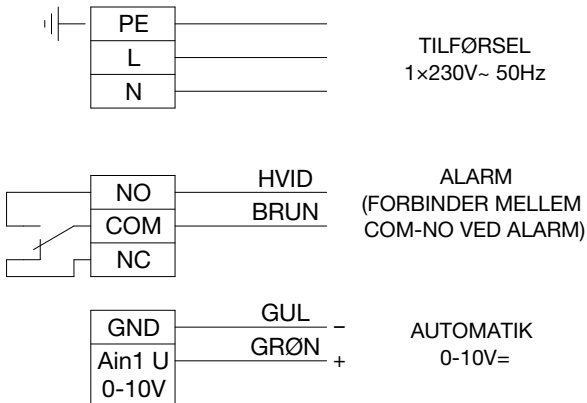 PE
L
N
TILFØRSEL
1×230V~ 50Hz
NO
COM
NC
HVID
BRUN
ALARM
(FORBINDER MELLEM
COM-NO VED ALARM)
GND
Ain1 U
0-10V
GUL –
GRØN +
AUTOMATIK
0-10V=